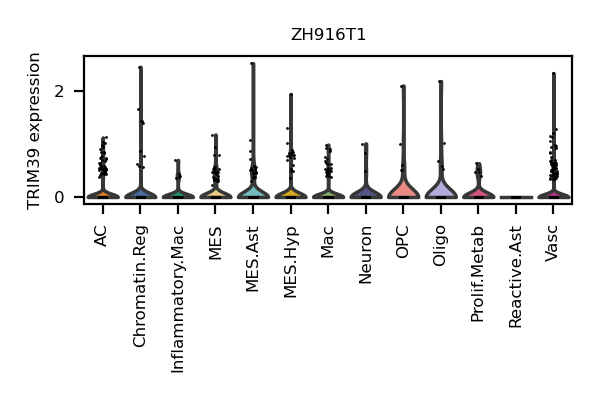 ZH916T1
TRIM39 expression
2
0
AC
Chromatin.Reg
Inflammatory.Mac
MES
MES.Ast
MES.Hyp
Mac
Neuron
OPC
Oligo
Prolif.Metab
Reactive.Ast
Vasc